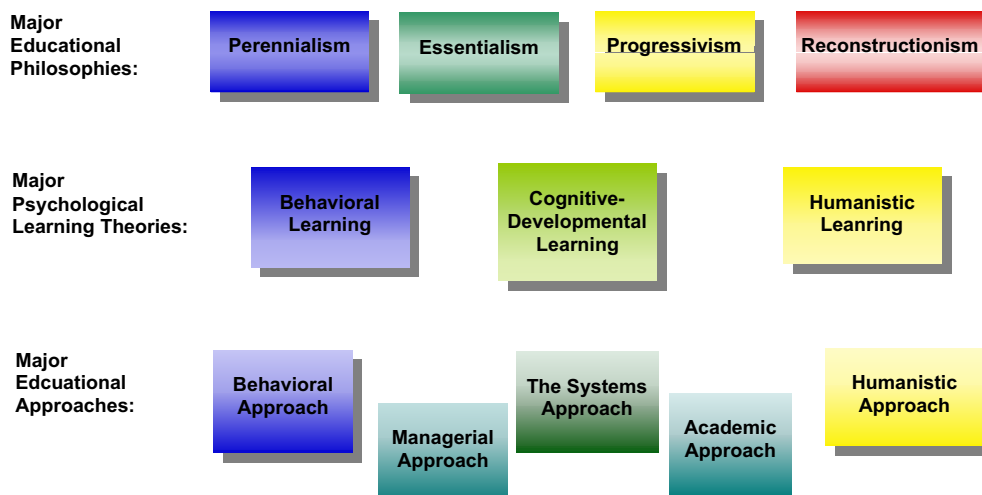 Major
Educational
Philosophies:
Perennialism
Essentialism
Progressivism
Reconstructionism
Major
Psychological
Learning Theories:
Behavioral
Learning
Cognitive-
Developmental
Learning
Humanistic
Leanring
Major
Edcuational
Approaches:
Behavioral
Approach
Managerial
Approach
The Systems
Approach
Academic
Approach
Humanistic
Approach